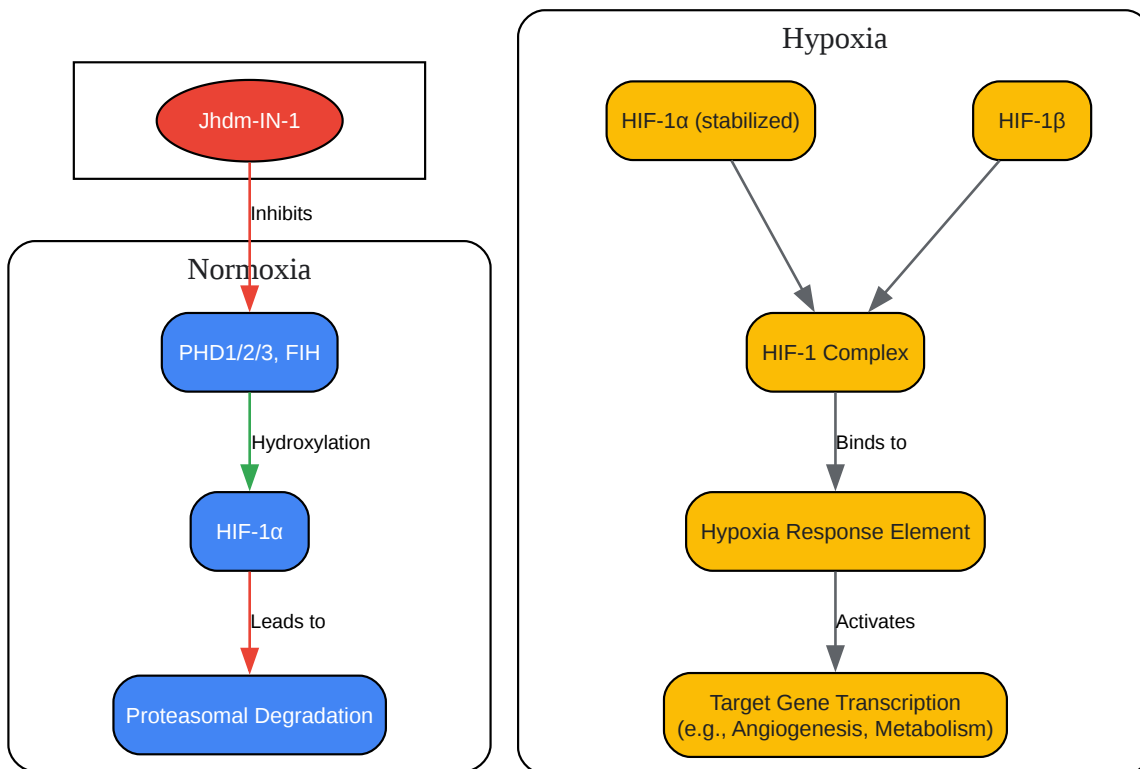 Jhdm-IN-1
Inhibits
Normoxia
PHD1/2/3, FIH
Hydroxylation
HIF-1α
Leads to
Proteasomal Degradation
Hypoxia
HIF-1α (stabilized)
HIF-1β
HIF-1 Complex
Binds to
Hypoxia Response Element
Activates
Target Gene Transcription
(e.g., Angiogenesis, Metabolism)